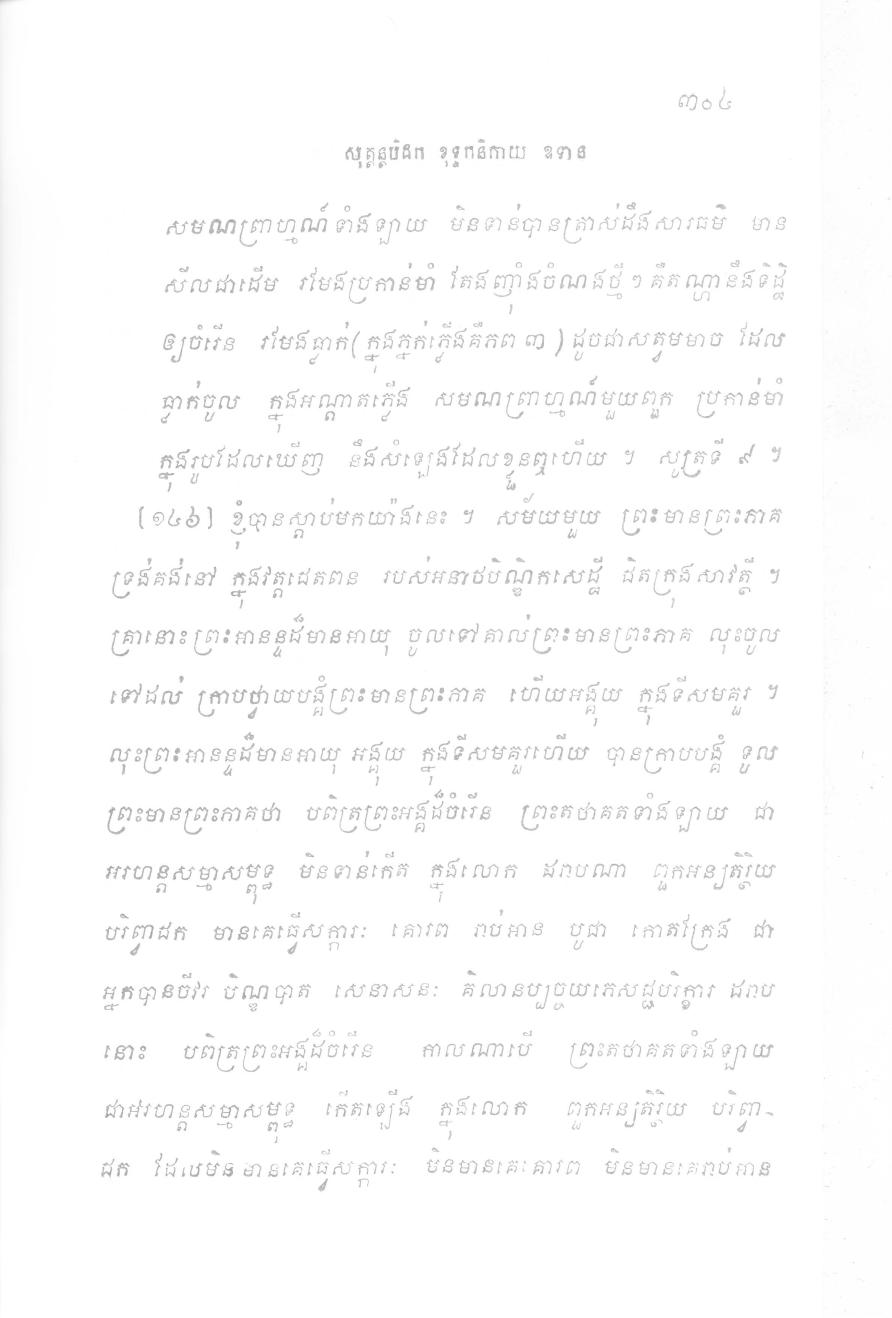 ៣០៤
សុត្តន្តបិដក ខុទ្ទកនិកាយ ឧទាន
សមណព្រាហ្មណ៍ទាំងឡាយ មិនទាន់បានត្រាស់ដឹងសារធម៌ មាន
សីលជាដើម រមែងប្រកាន់មាំ តែងញុំាងចំណងថ្មីៗ គឺតណ្ហានឹងទិដ្ឋិ
ឲ្យចំរើន រមែងធ្លាក់(ក្នុងភ្នក់ភ្លើងគឺភព ៣) ដូចជាសត្វមមាច ដែល
ធ្លាក់ចូល ក្នុងអណ្តាតភ្លើង សមណព្រាហ្មណ៍មួយពួក ប្រកាន់មាំ
ក្នុងរូបដែលឃើញ នឹងសំឡេងដែលខ្លួនឮហើយ ។ សូត្រទី ៩ ។
[១៤៦] ខ្ញុំបានស្តាប់មកយ៉ាងនេះ ។ សម័យមួយ ព្រះមានព្រះភាគ
ទ្រង់គង់នៅ ក្នុងវត្តជេតពន របស់អនាថបិណ្ឌិកសេដ្ឋី ជិតក្រុងសាវត្ថី ។
គ្រានោះ ព្រះអានន្ទដ៏មានអាយុ ចូលទៅគាល់ព្រះមានព្រះភាគ លុះចូល
ទៅដល់ ក្រាបថ្វាយបង្គំព្រះមានព្រះភាគ ហើយអង្គុយ ក្នុងទីសមគួរ ។
លុះព្រះអានន្ទដ៏មានអាយុ អង្គុយ ក្នុងទីសមគួរហើយ បានក្រាបបង្គំ ទូល
ព្រះមានព្រះភាគថា បពិត្រព្រះអង្គដ៏ចំរើន ព្រះតថាគតទាំងឡាយ ជា
អរហន្តសម្មាសម្ពុទ្ធ មិនទាន់កើត ក្នុងលោក ដរាបណា ពួកអន្យតិរ្ថិយ
បរិព្វាជក មានគេធ្វើសក្ការៈ គោរព រាប់អាន បូជា កោតក្រែង ជា
អ្នកបានចីវរ បិណ្ឌបាត សេនាសនៈ គិលានប្បច្ចយភេសជ្ជបរិក្ខារ ដរាប
នោះ បពិត្រព្រះអង្គដ៏ចំរើន កាលណាបើ ព្រះតថាគតទាំងឡាយ
ជាអរហន្តសម្មាសម្ពុទ្ធ កើតឡើង ក្នុងលោក ពួកអន្យតិរ្ថិយ បរិព្វា-
ជក ដែលមិនមានគេធ្វើសក្ការៈ មិនមានគេគោរព មិនមានគេរាប់អាន